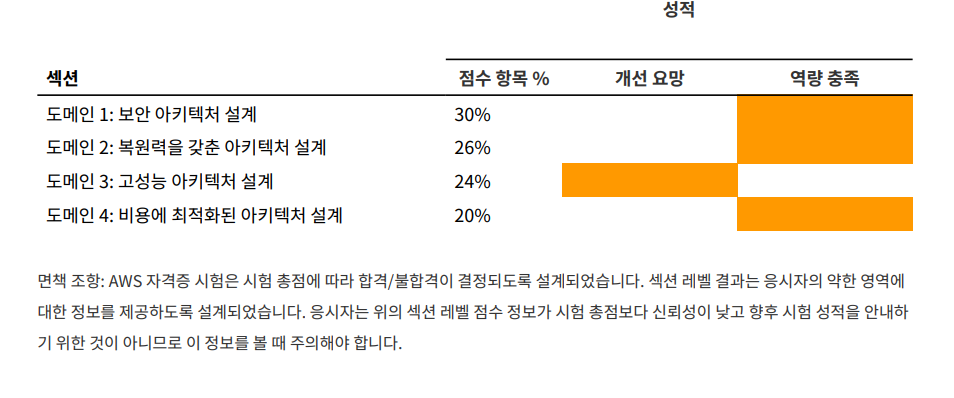 성적
섹션 점수 항목 % 개선 요망 역량 충족
도메인 1: 보안 아키텍처 설계 30%
도메인 2: 복원력을 갖춘 아키텍처 설계 26%
도메인 3: 고성능 아키텍처 설계 24%
도메인 4: 비용에 최적화된 아키텍처 설계 20%
면책 조항: AWS 자격증 시험은 시험 총점에 따라 합격/불합격이 결정되도록 설계되었습니다. 섹션 레벨 결과는 응시자의 약한 영역에
대한 정보를 제공하도록 설계되었습니다. 응시자는 위의 섹션 레벨 점수 정보가 시험 총점보다 신뢰성이 낮고 향후 시험 성적을 안내하
기 위한 것이 아니므로 이 정보를 볼 때 주의해야 합니다.